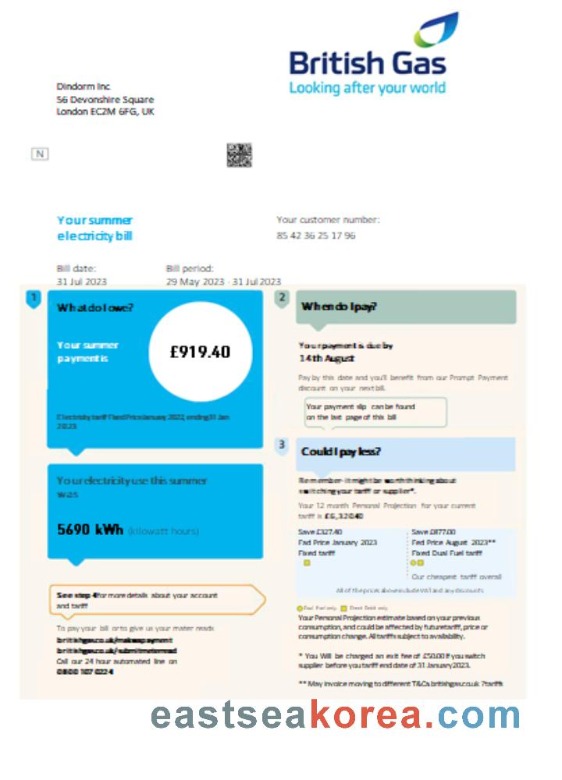 British Gas
Looking after your world
Dindorm Inc
56 Devonshire Square
London EC2M 6FG, UK
N
Your summer
electricity bill
Your customer number:
85 42 36 25 17 96
Bill date:
31 Jul 2023
Bill period:
29 May 2023 - 31 Jul 2023
1
What do I owe?
Your summer
payment is
£919.40
Electricity tariff Fixed Price January 2022, ending 31 Jan
2023
Your electricity use this summer
was
5690 kWh (kilowatt hours)
See step 4 for more details about your account
and tariff
To pay your bill or to give us your meter reads
britishgas.co.uk/makeapayment
britishgas.co.uk/submitmeterread
Call our 24 hour automated line on
0800 107 0224
2
When do I pay?
Your payment is due by
14th August
Pay by this date and you'll benefit from our Prompt Payment
discount on your next bill.
Your payment slip can be found
on the last page of this bill
3
Could I pay less?
Remember - it might be worth thinking about
switching your tariff or supplier*.
Your 12 month Personal Projection for your current
tariff is £6,320.40
Save £327.40
Fixed Price January 2023
Fixed tariff
Save £877.00
Fed Price August 2023**
Fixed Dual Fuel tariff
Our cheapest tariff overall
All of the prices above include VAT and any discounts
Duel Fuel only Direct Debit only
Your Personal Projection estimate based on your previous
consumption, and could be affected by future tariff, price or
consumption change. All tariffs subject to availability.
* You Will be charged an exit fee of £50.00 if you switch
supplier before you tariff end date of 31 January 2023.
** May invoice moving to different T&Cs britishgas.co.uk ?tariffs
eastseakorea.com